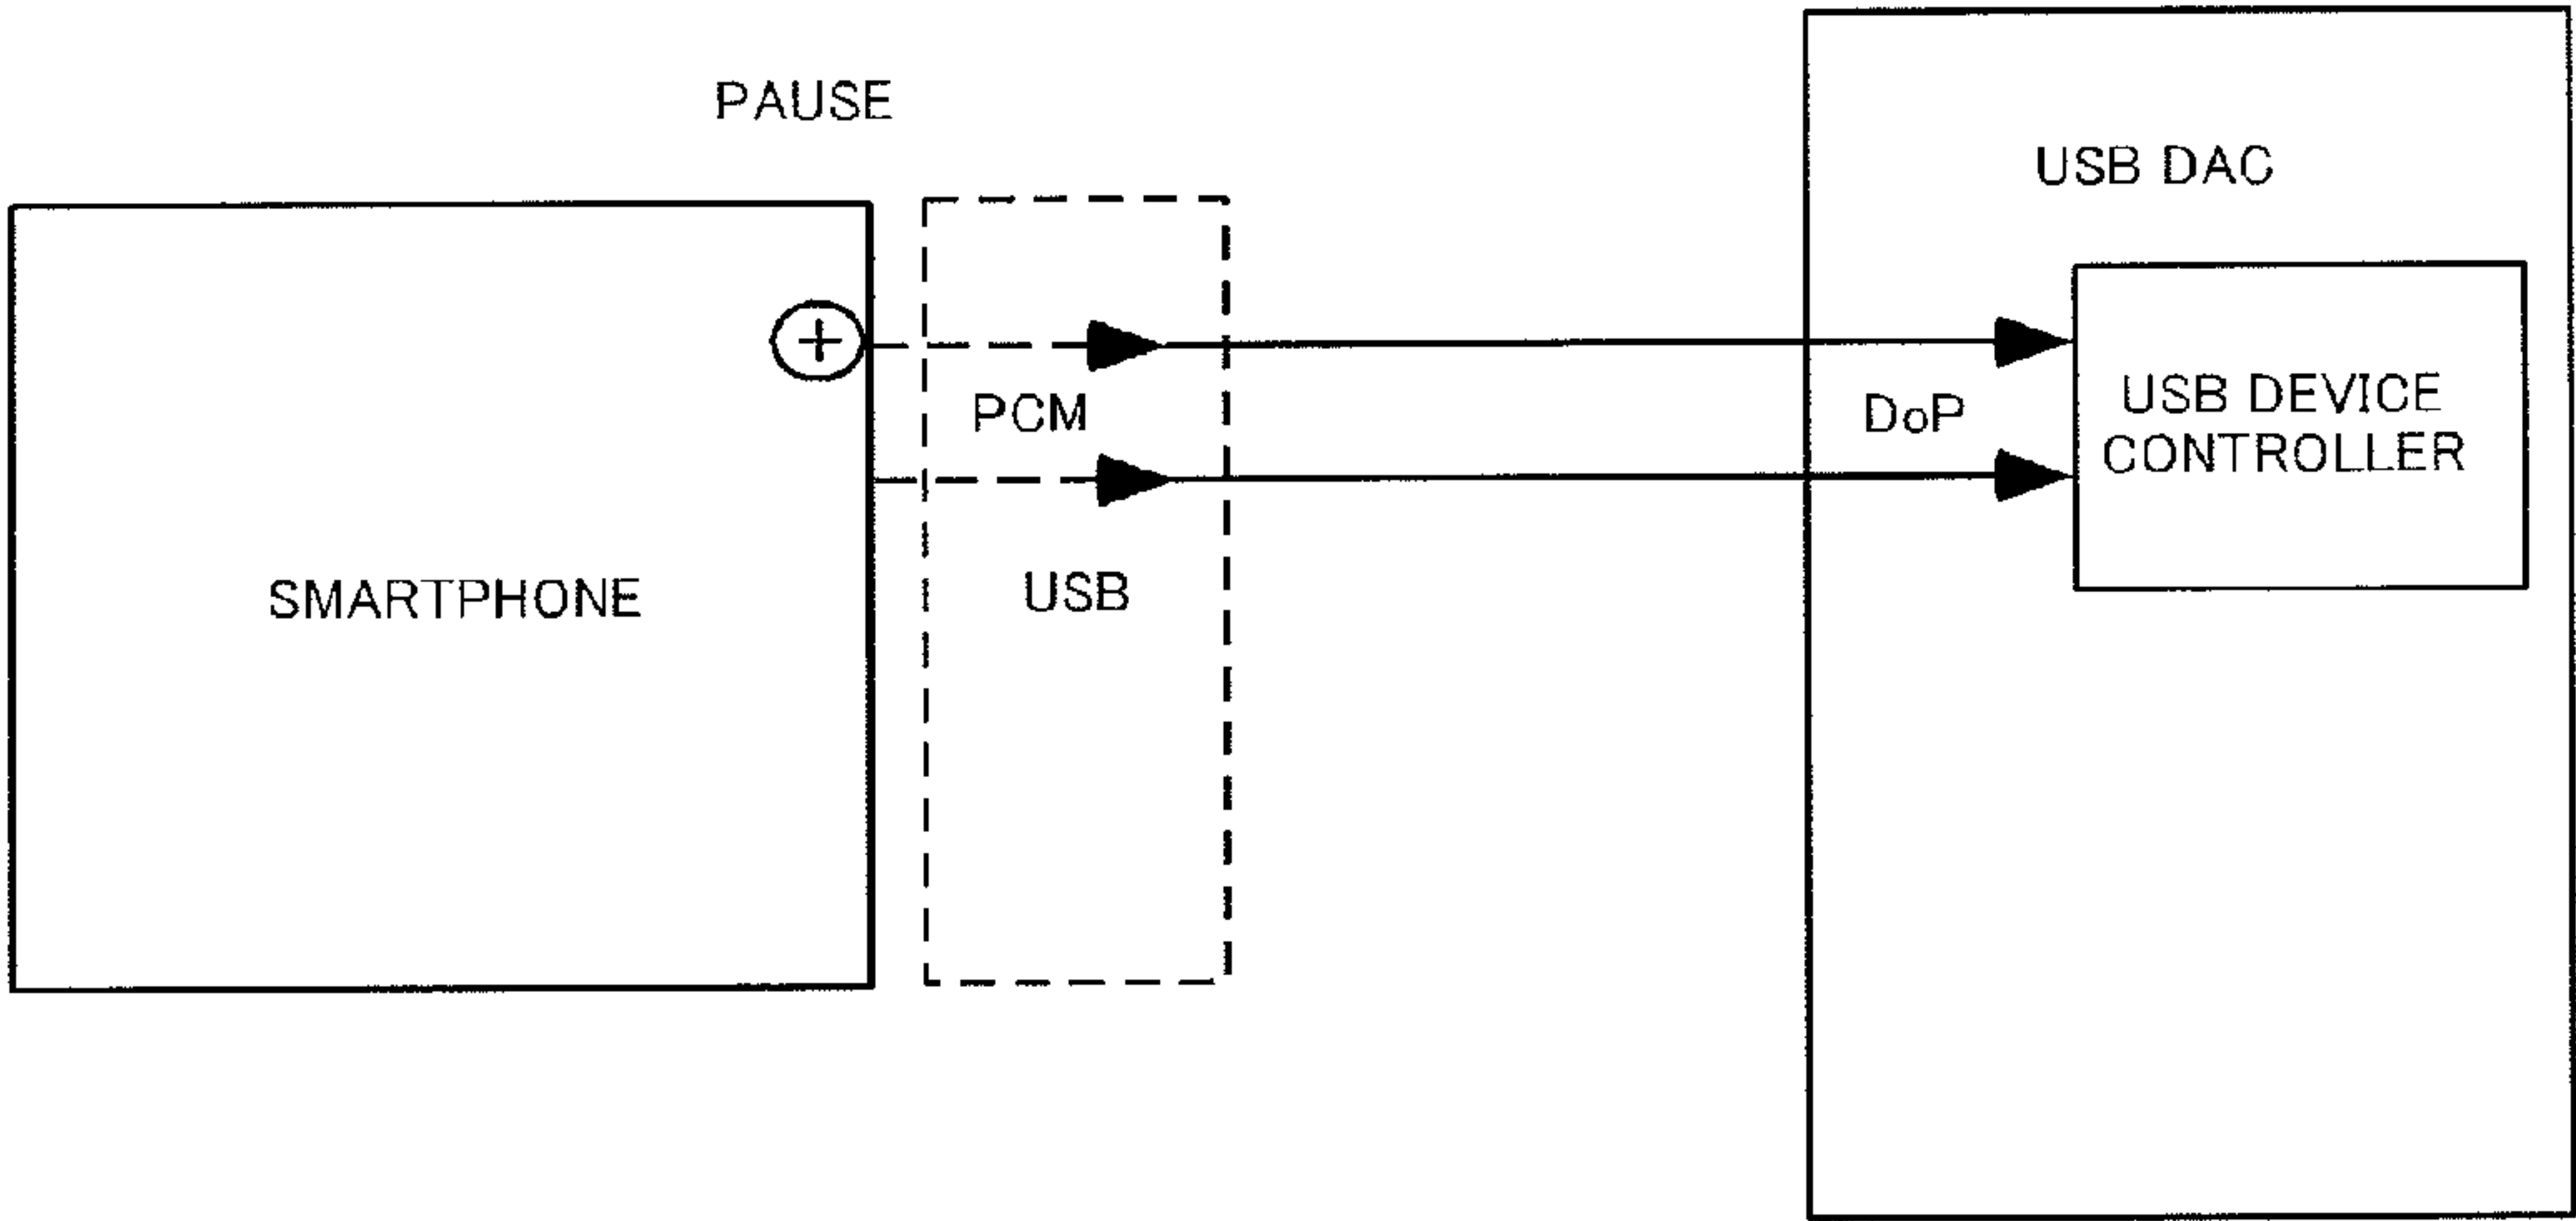 PAUSE
USB DAC
PCM
DoP
USB DEVICE
CONTROLLER
SMARTPHONE
USB